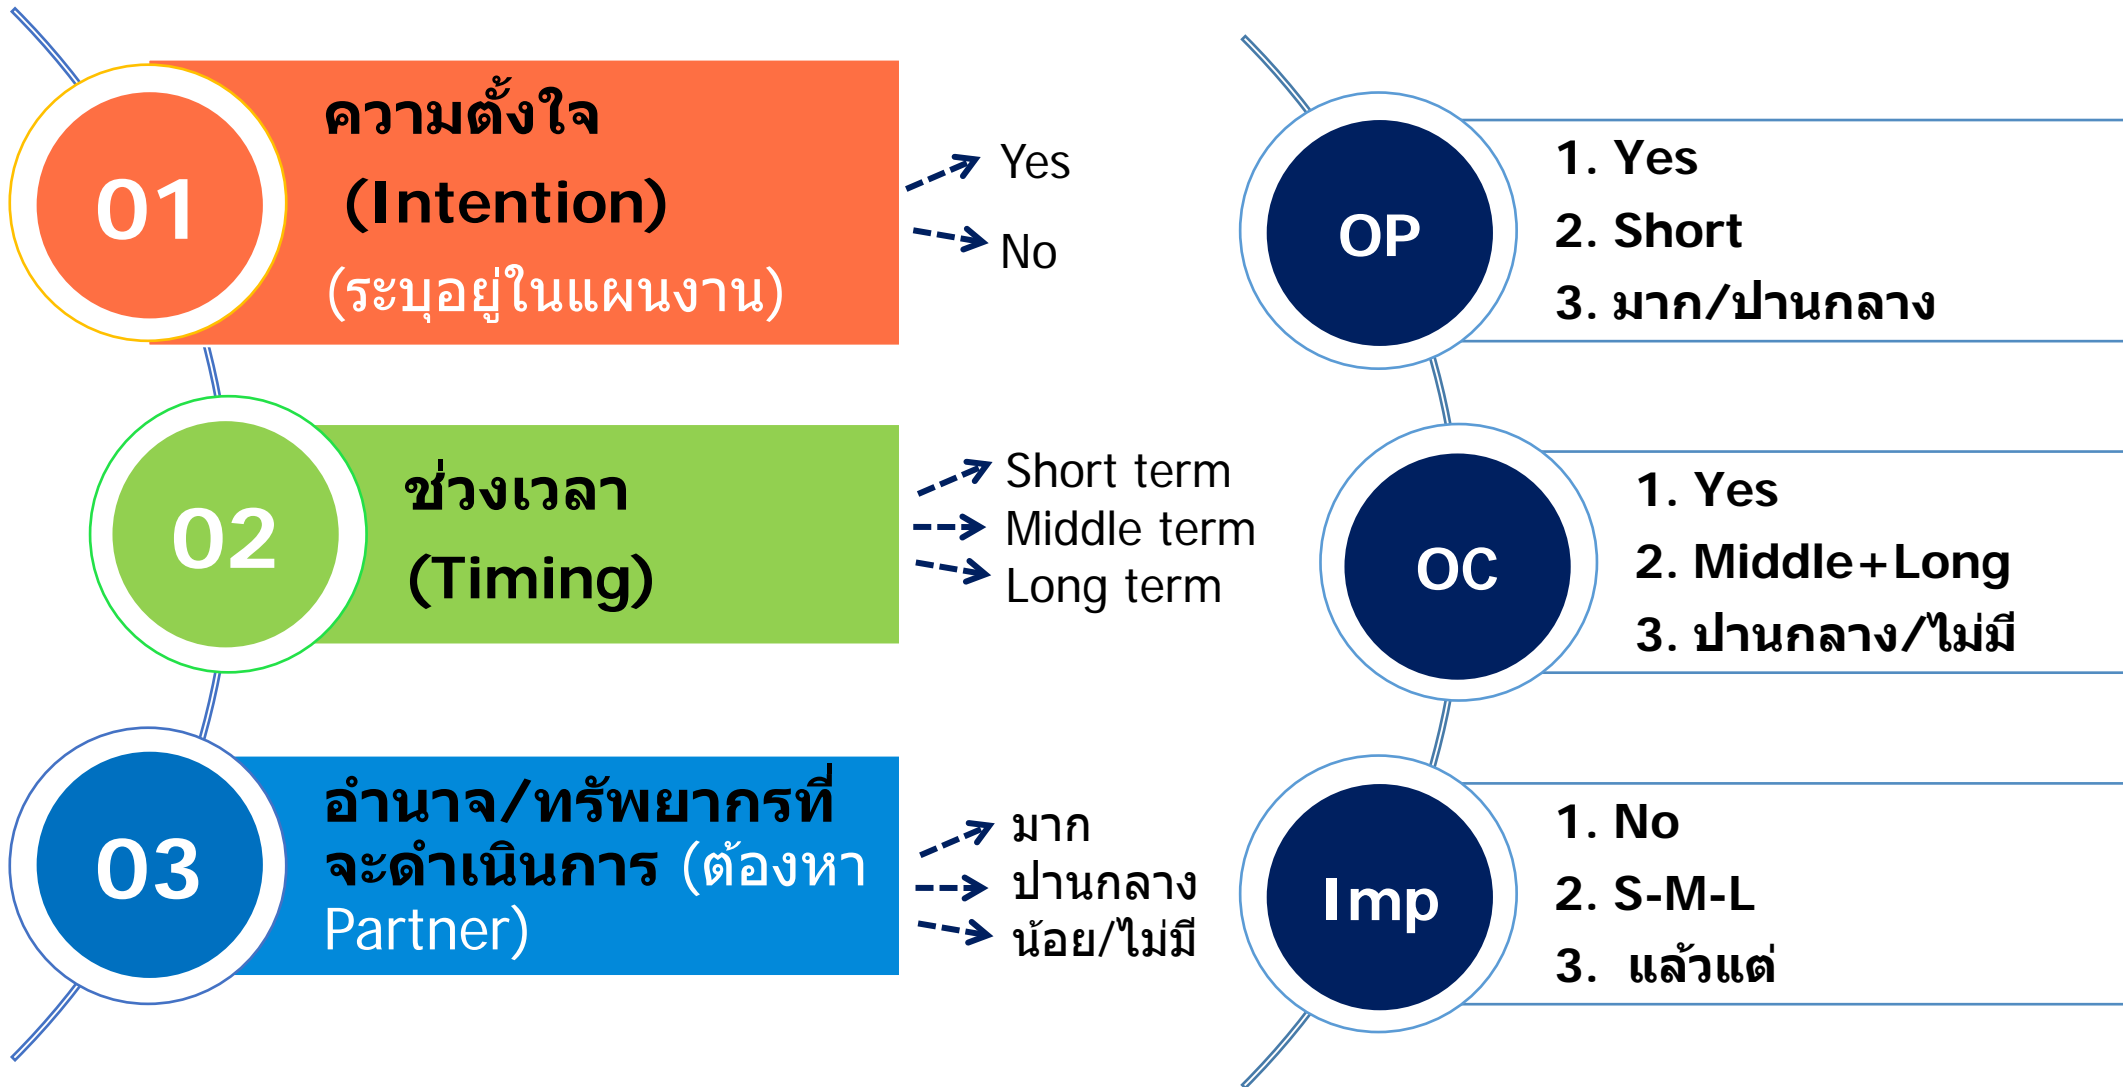 01
ความตั้งใจ
(Intention)
(ระบุอยู่ในแผนงาน)
Yes
No
02
ช่วงเวลา
(Timing)
Short term
Middle term
Long term
03
อำนาจ/ทรัพยากรที่
จะดำเนินการ (ต้องหา
Partner)
มาก
ปานกลาง
น้อย/ไม่มี
OP
1. Yes
2. Short
3. มาก/ปานกลาง
OC
1. Yes
2. Middle+Long
3. ปานกลาง/ไม่มี
Imp
1. No
2. S-M-L
3. แล้วแต่